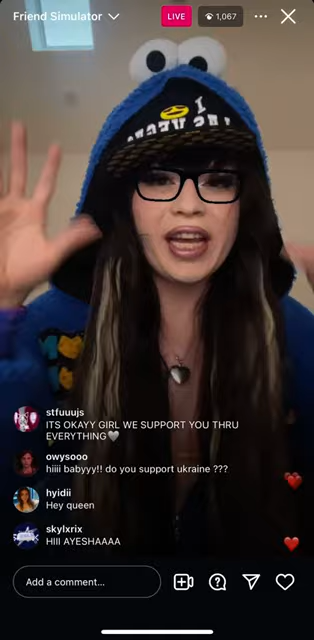 Friend Simulator
LIVE
1,067
I
stfuuujs
ITS OKAYY GIRL WE SUPPORT YOU THRU
EVERYTHING🤍
owysooo
hiiii babyyy!! do you support ukraine ???
hyidii
Hey queen
skylxrix
HIII AYESHAAAA
Add a comment...